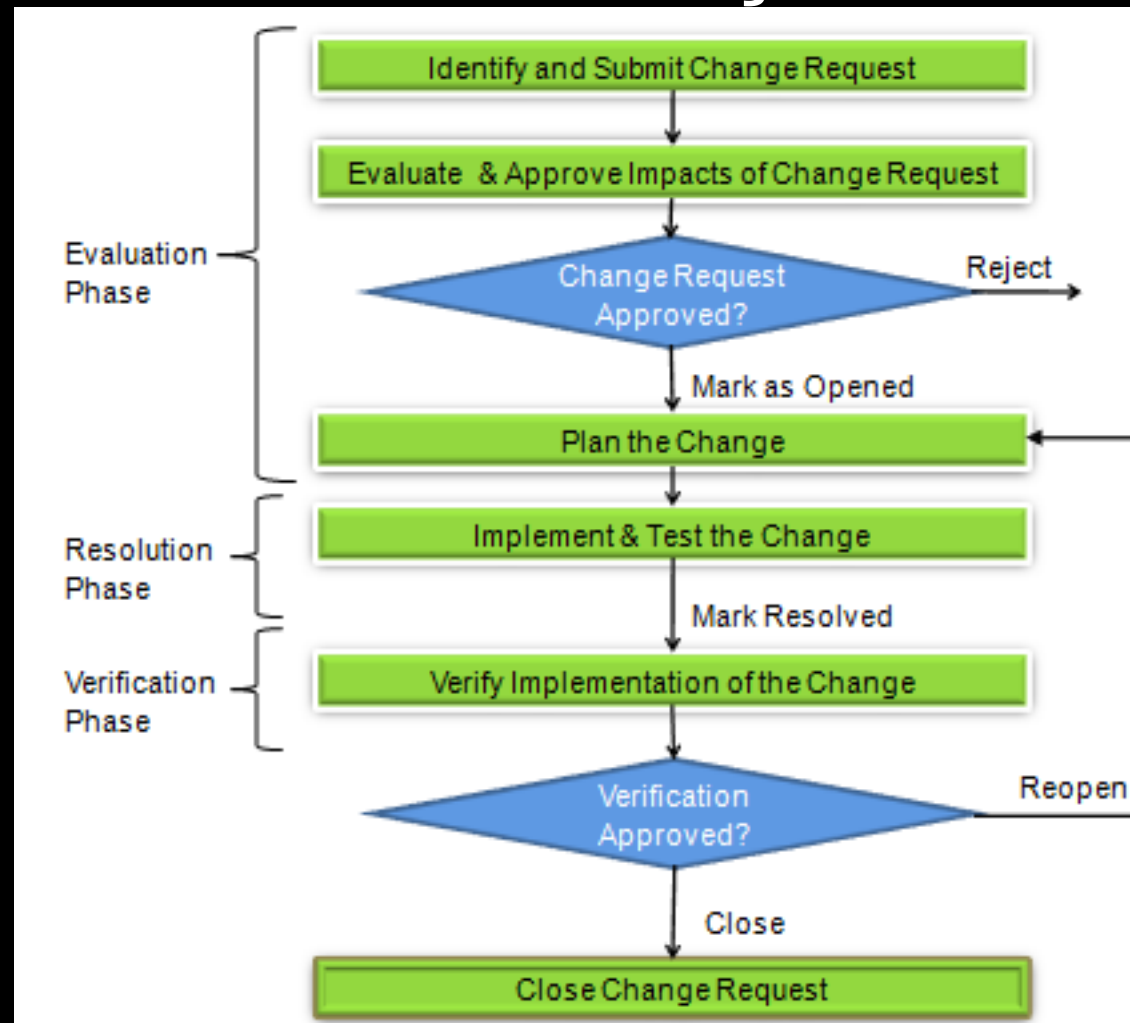 Identify and Submit Change Request
Evaluate & Approve Impacts of Change Request
Evaluation
Phase
Change Request
Approved?
Reject
Mark as Opened
Plan the Change
Resolution
Phase
Implement & Test the Change
Mark Resolved
Verification
Phase
Verify Implementation of the Change
Verification
Approved?
Reopen
Close
Close Change Request